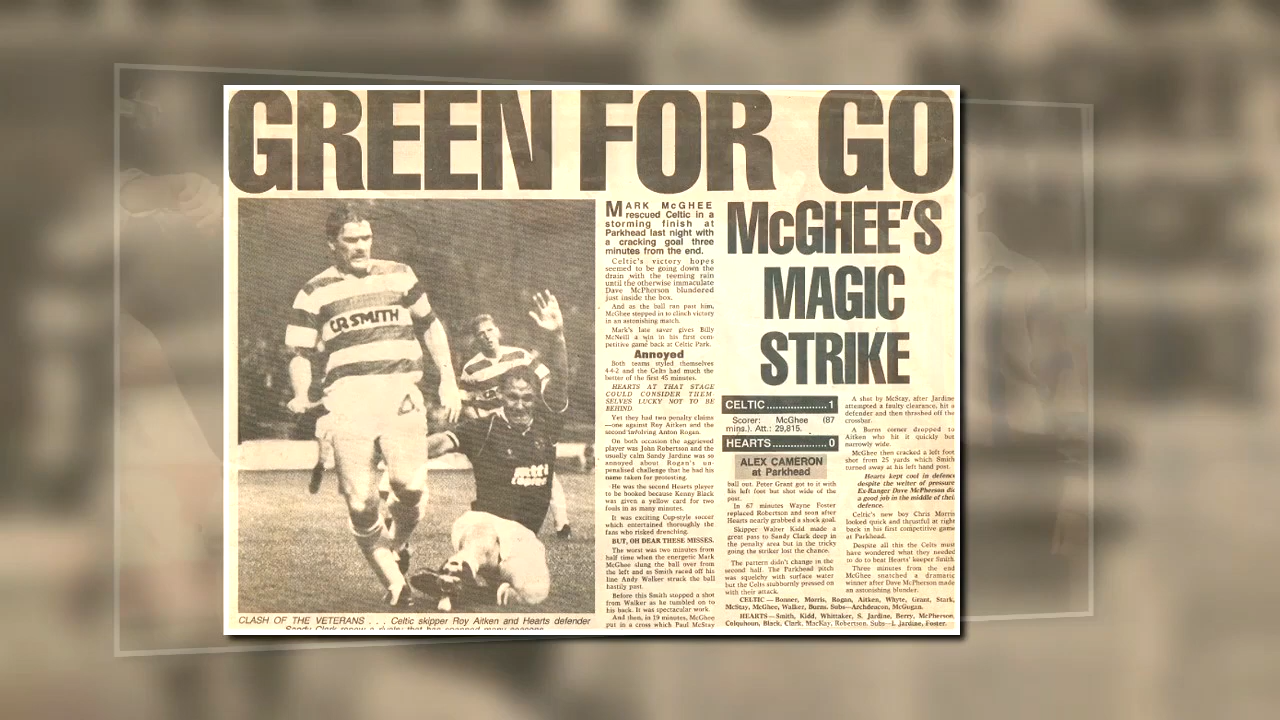 GREEN FOR GO
CR SMITH
CLASH OF THE VETERANS . . . Celtic skipper Roy Aitken and Hearts defender
Sandy Clark renew a rivalry that has spanned many seasons.
MARK McGHEE
rescued Celtic in a
storming finish at
Parkhead last night with
a cracking goal three
minutes from the end.
Celtic's victory hopes
seemed to be going down the
drain with the teeming rain
until the otherwise immaculate
Dave McPherson blundered
just inside the box.
And as the ball ran past him,
McGhee stepped in to clinch victory
in an astonishing match.
Mark's late saver gives Billy
McNeill a win in his first com-
petitive game back at Celtic Park.
Annoyed
Both teams styled themselves
4-4-2 and the Celts had much the
better of the first 45 minutes.
HEARTS AT THAT STAGE
COULD CONSIDER THEM-
SELVES LUCKY NOT TO BE
BEHIND.
Yet they had two penalty claims
—one against Roy Aitken and the
second involving Anton Rogan.
On both occasion the aggrieved
player was John Robertson and the
usually calm Sandy Jardine was so
annoyed about Rogan's un-
penalised challenge that he had his
name taken for protesting.
He was the second Hearts player
to be booked because Kenny Black
was given a yellow card for two
fouls in as many minutes.
It was exciting Cup-style soccer
which entertained thoroughly the
fans who risked drenching.
BUT, OH DEAR THESE MISSES.
The worst was two minutes from
half time when the energetic Mark
McGhee slung the ball over from
the left and as Smith raced off his
line Andy Walker struck the ball
hastily past.
Before this Smith stopped a shot
from Walker as he tumbled on to
his back. It was spectacular work.
And then, in 19 minutes, McGhee
put in a cross which Paul McStay
McGHEE'S
MAGIC
STRIKE
CELTIC....................1
Scorer: McGhee (87
mins.). Att.: 29,815.
HEARTS....................0
ALEX CAMERON
at Parkhead
ball out. Peter Grant got to it with
his left foot but shot wide of the
post.
In 67 minutes Wayne Foster
replaced Robertson and soon after
Hearts nearly grabbed a shock goal.
Skipper Walter Kidd made a
great pass to Sandy Clark deep in
the penalty area but in the tricky
going the striker lost the chance.
The pattern didn't change in the
second half. The Parkhead pitch
was squelchy with surface water
but the Celts stubbornly pressed on
with their attack.
A shot by McStay, after Jardine
attempted a faulty clearance, hit a
defender and then thrashed off the
crossbar.
A Burns corner dropped to
Aitken who hit it quickly but
narrowly wide.
McGhee then cracked a left foot
shot from 25 yards which Smith
turned away at his left hand post.
Hearts kept cool in defence
despite the welter of pressure
Ex-Ranger Dave McPherson did
a good job in the middle of their
defence.
Celtic's new boy Chris Morris
looked quick and thrustful at right
back in his first competitive game
at Parkhead.
Despite all this the Celts must
have wondered what they needed
to do to beat Hearts' keeper Smith.
Three minutes from the end
McGhee snatched a dramatic
winner after Dave McPherson made
an astonishing blunder.
CELTIC — Bonner, Morris, Rogan, Aitken, Whyte, Grant, Stark,
McStay, McGhee, Walker, Burns. Subs—Archdeacon, McGugan.
HEARTS—Smith, Kidd, Whittaker, S. Jardine, Berry, McPherson,
Colquhoun, Black, Clark, MacKay, Robertson. Subs—I. Jardine, Foster.